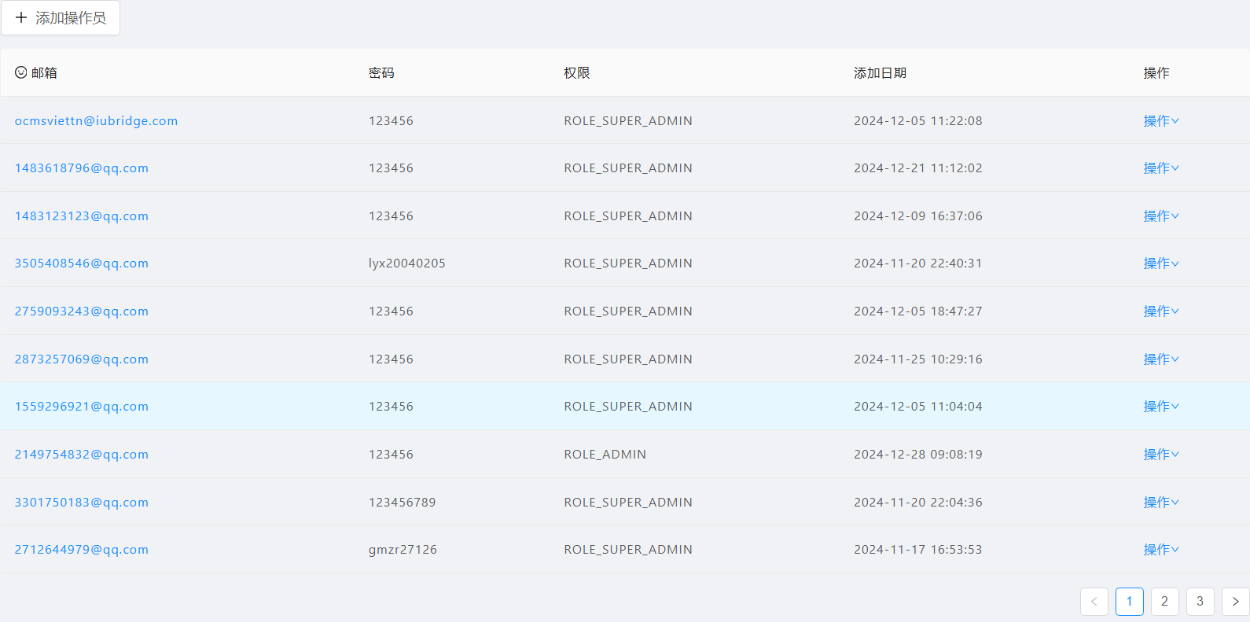 添加操作员
邮箱 密码 权限 添加日期 操作
ocmsviettn@iubridge.com 123456 ROLE_SUPER_ADMIN 2024-12-05 11:22:08 操作
1483618796@qq.com 123456 ROLE_SUPER_ADMIN 2024-12-21 11:12:02 操作
1483123123@qq.com 123456 ROLE_SUPER_ADMIN 2024-12-09 16:37:06 操作
3505408546@qq.com lyx20040205 ROLE_SUPER_ADMIN 2024-11-20 22:40:31 操作
2759093243@qq.com 123456 ROLE_SUPER_ADMIN 2024-12-05 18:47:27 操作
2873257069@qq.com 123456 ROLE_SUPER_ADMIN 2024-11-25 10:29:16 操作
1559296921@qq.com 123456 ROLE_SUPER_ADMIN 2024-12-05 11:04:04 操作
2149754832@qq.com 123456 ROLE_ADMIN 2024-12-28 09:08:19 操作
3301750183@qq.com 123456789 ROLE_SUPER_ADMIN 2024-11-20 22:04:36 操作
2712644979@qq.com gmzr27126 ROLE_SUPER_ADMIN 2024-11-17 16:53:53 操作
1 2 3